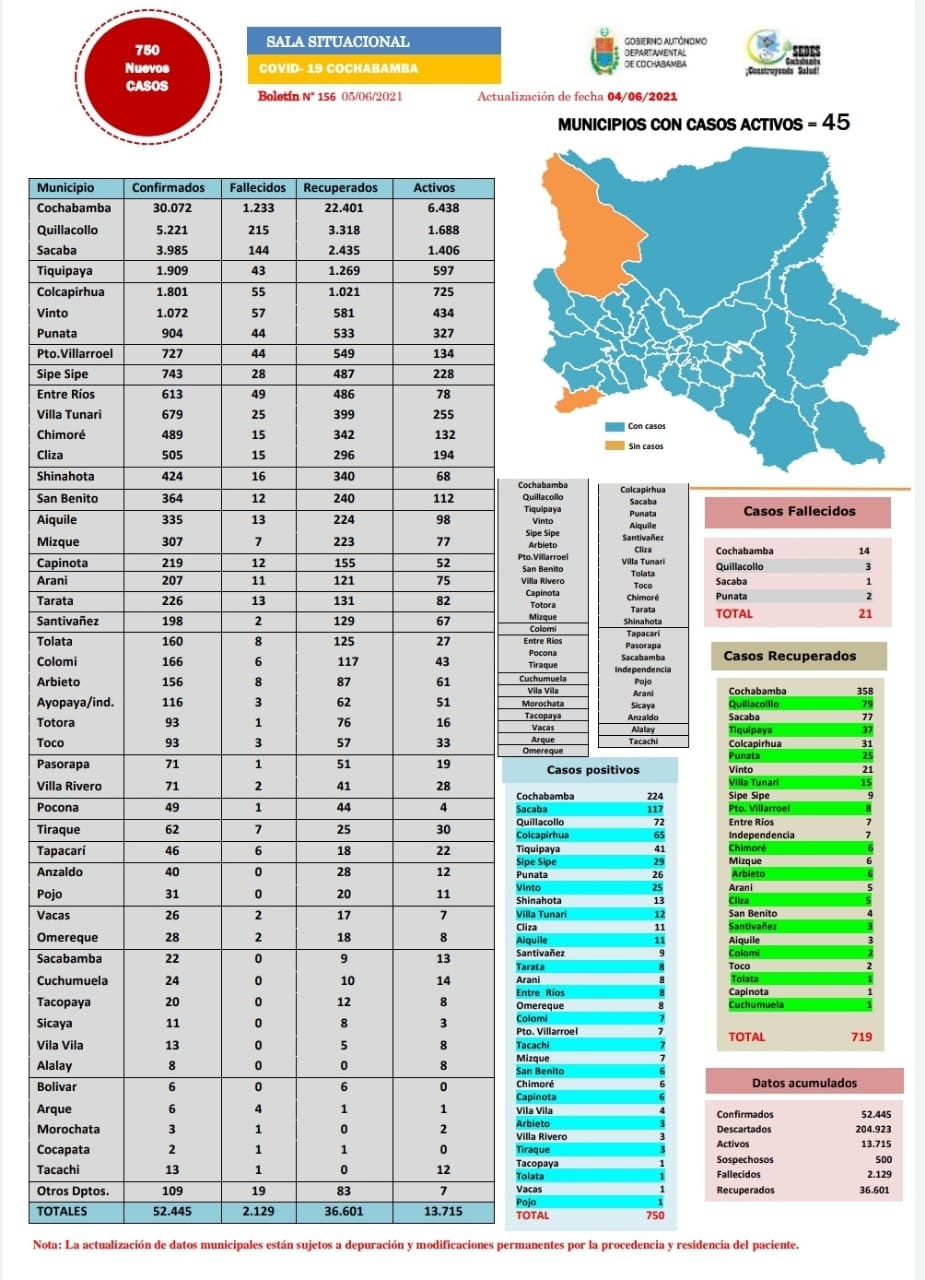 750
Nuevos
CASOS
SALA SITUACIONAL
COVID- 19 COCHABAMBA
Boletín N° 156 05/06/2021
Actualización de fecha 04/06/2021
GOBIERNO AUTÓNOMO
DEPARTAMENTAL
DE COCHABAMBA
SEDES
Cochabamba
¡Construyendo Salud!
MUNICIPIOS CON CASOS ACTIVOS = 45
Municipio Confirmados Fallecidos Recuperados Activos
Cochabamba 30.072 1.233 22.401 6.438
Quillacollo 5.221 215 3.318 1.688
Sacaba 3.985 144 2.435 1.406
Tiquipaya 1.909 43 1.269 597
Colcapirhua 1.801 55 1.021 725
Vinto 1.072 57 581 434
Punata 904 44 533 327
Pto.Villarroel 727 44 549 134
Sipe Sipe 743 28 487 228
Entre Ríos 613 49 486 78
Villa Tunari 679 25 399 255
Chimoré 489 15 342 132
Cliza 505 15 296 194
Shinahota 424 16 340 68
San Benito 364 12 240 112
Aiquile 335 13 224 98
Mizque 307 7 223 77
Capinota 219 12 155 52
Arani 207 11 121 75
Tarata 226 13 131 82
Santivañez 198 2 129 67
Tolata 160 8 125 27
Colomi 166 6 117 43
Arbieto 156 8 87 61
Ayopaya/ind. 116 3 62 51
Totora 93 1 76 16
Toco 93 3 57 33
Pasorapa 71 1 51 19
Villa Rivero 71 2 41 28
Pocona 49 1 44 4
Tiraque 62 7 25 30
Tapacarí 46 6 18 22
Anzaldo 40 0 28 12
Pojo 31 0 20 11
Vacas 26 2 17 7
Omereque 28 2 18 8
Sacabamba 22 0 9 13
Cuchumuela 24 0 10 14
Tacopaya 20 0 12 8
Sicaya 11 0 8 3
Vila Vila 13 0 5 8
Alalay 8 0 0 8
Bolivar 6 0 6 0
Arque 6 4 1 1
Morochata 3 1 0 2
Cocapata 2 1 1 0
Tacachi 13 1 0 12
Otros Dptos. 109 19 83 7
TOTALES 52.445 2.129 36.601 13.715
Con casos
Sin casos
Cochabamba
Quillacollo
Tiquipaya
Vinto
Sipe Sipe
Arbieto
Pto.Villarroel
San Benito
Villa Rivero
Capinota
Totora
Mizque
Colomi
Entre Ríos
Pocona
Tiraque
Cuchumuela
Vila Vila
Morochata
Tacopaya
Vacas
Arque
Omereque
Colcapirhua
Sacaba
Punata
Aiquile
Santivañez
Cliza
Villa Tunari
Tolata
Toco
Chimoré
Tarata
Shinahota
Tapacarí
Pasorapa
Sacabamba
Independencia
Pojo
Arani
Sicaya
Anzaldo
Alalay
Tacachi
Casos positivos
Cochabamba 224
Sacaba 117
Quillacollo 72
Colcapirhua 65
Tiquipaya 41
Sipe Sipe 29
Punata 26
Vinto 25
Shinahota 13
Villa Tunari 12
Cliza 11
Aiquile 11
Santivañez 9
Tarata 8
Arani 8
Entre Ríos 8
Omereque 8
Colomi 7
Pto. Villarroel 7
Tacachi 7
Mizque 7
San Benito 6
Chimoré 6
Capinota 6
Vila Vila 4
Arbieto 3
Villa Rivero 3
Tiraque 3
Tacopaya 1
Tolata 1
Vacas 1
Pojo 1
TOTAL 750
Casos Fallecidos
Cochabamba 14
Quillacollo 3
Sacaba 1
Punata 2
TOTAL 21
Casos Recuperados
Cochabamba 358
Quillacolllo 79
Sacaba 77
Tiquipaya 37
Colcapirhua 31
Punata 25
Vinto 21
Villa Tunari 15
Sipe Sipe 9
Pto. Villarroel 8
Entre Ríos 7
Independencia 7
Chimoré 6
Mizque 6
Arbieto 6
Arani 5
Cliza 5
San Benito 4
Santivañez 3
Aiquile 3
Colomi 2
Toco 2
Tolata 1
Capinota 1
Cuchumuela 1
TOTAL 719
Datos acumulados
Confirmados 52.445
Descartados 204.923
Activos 13.715
Sospechosos 500
Fallecidos 2.129
Recuperados 36.601
Nota: La actualización de datos municipales están sujetos a depuración y modificaciones permanentes por la procedencia y residencia del paciente.